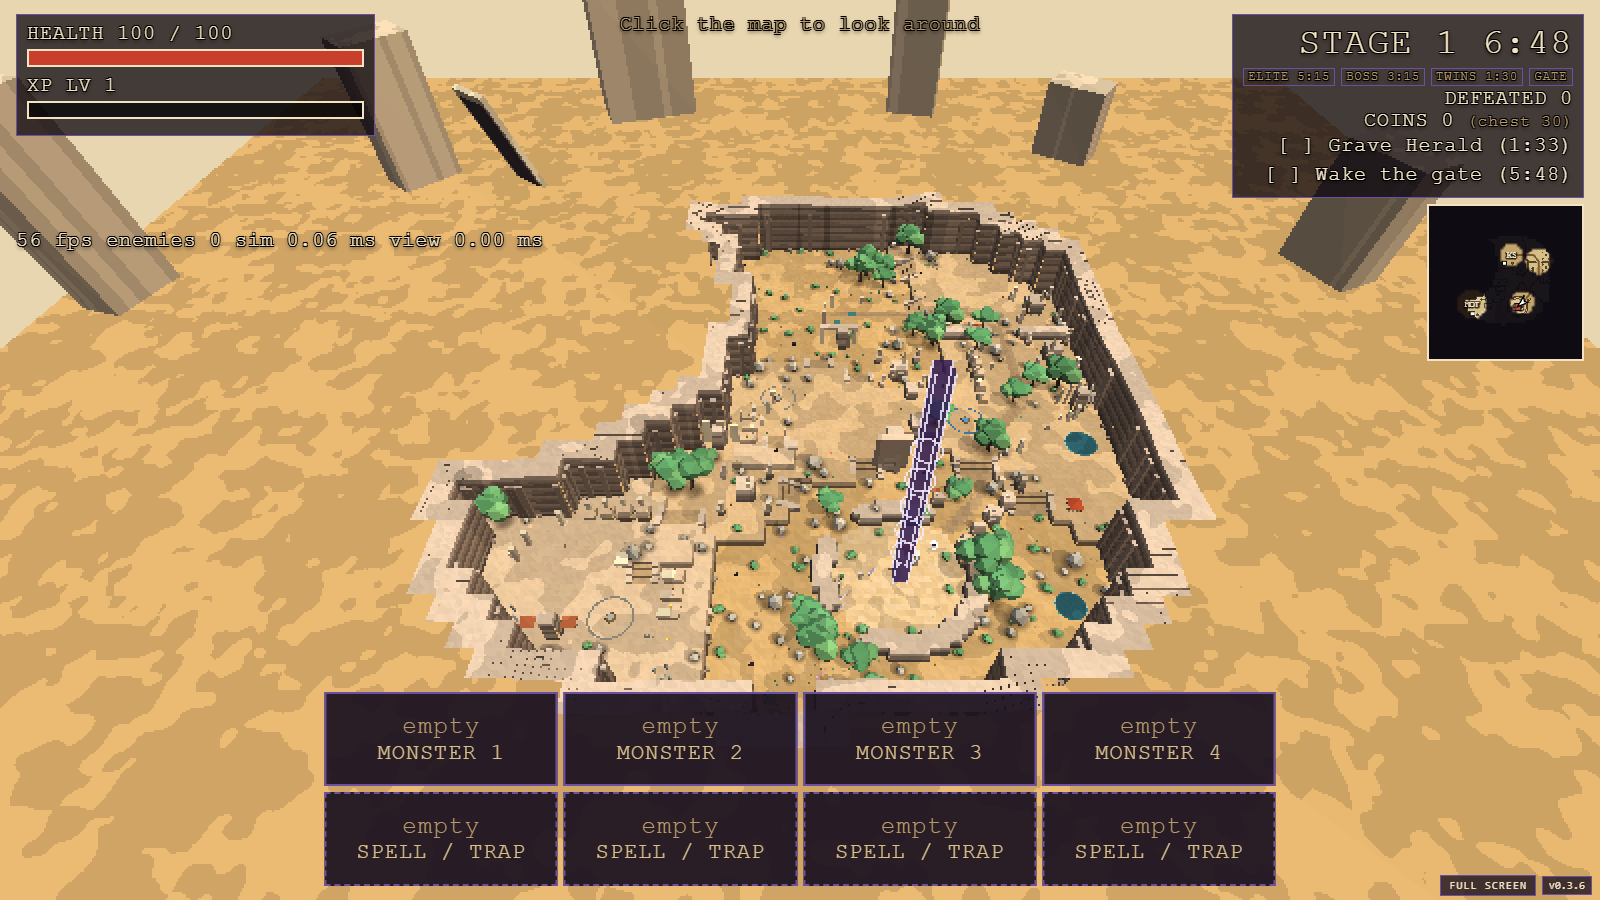 Click the map to look around
HEALTH 100 / 100
XP LV 1
STAGE 1 6:48
ELITE 5:15 BOSS 3:15 TWINS 1:30 GATE
DEFEATED 0
COINS 0 (chest 30)
[ ] Grave Herald (1:33)
[ ] Wake the gate (5:48)
56 fps enemies 0 sim 0.06 ms view 0.00 ms
empty empty empty empty
MONSTER 1 MONSTER 2 MONSTER 3 MONSTER 4
empty empty empty empty
SPELL / TRAP SPELL / TRAP SPELL / TRAP SPELL / TRAP
FULL SCREEN v0.3.6